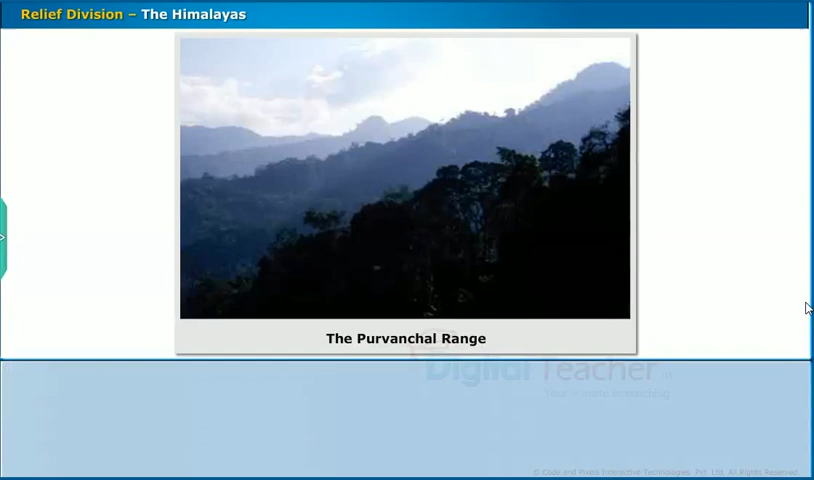 Relief Division – The Himalayas
The Purvanchal Range
Digital Teacher
© Code and Pixels Interactive Technologies. Pvt. Ltd. All Rights Reserved.